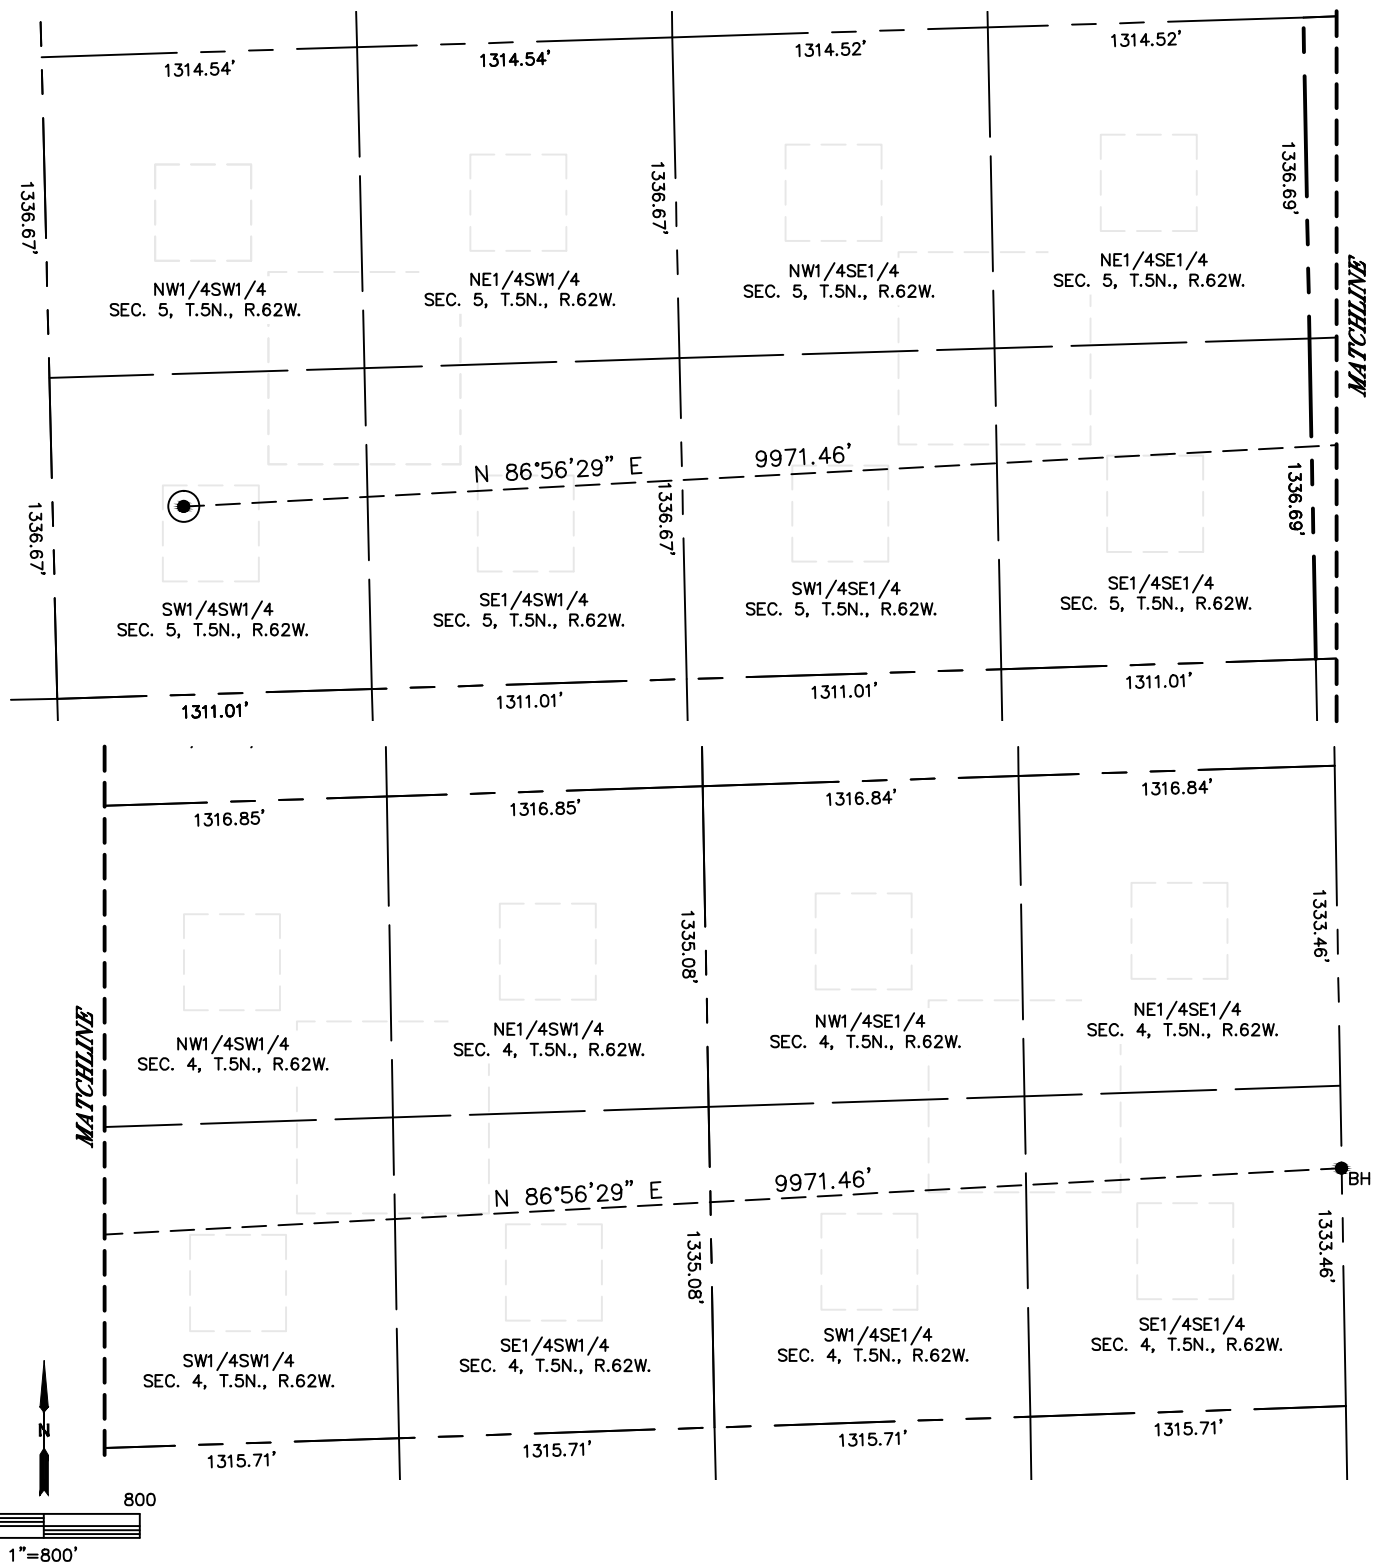 1314.54'
1314.54'
1314.52'
1314.52'
1336.67'
1336.67'
1336.69'
NW1/4SW1/4
SEC. 5, T.5N., R.62W.
NE1/4SW1/4
SEC. 5, T.5N., R.62W.
NW1/4SE1/4
SEC. 5, T.5N., R.62W.
NE1/4SE1/4
SEC. 5, T.5N., R.62W.
MATCHLINE
N 86°56'29" E
9971.46'
1336.67'
1336.67'
1336.69'
SW1/4SW1/4
SEC. 5, T.5N., R.62W.
SE1/4SW1/4
SEC. 5, T.5N., R.62W.
SW1/4SE1/4
SEC. 5, T.5N., R.62W.
SE1/4SE1/4
SEC. 5, T.5N., R.62W.
1311.01'
1311.01'
1311.01'
1311.01'
1316.85'
1316.85'
1316.84'
1316.84'
1335.08'
1333.46'
MATCHLINE
NW1/4SW1/4
SEC. 4, T.5N., R.62W.
NE1/4SW1/4
SEC. 4, T.5N., R.62W.
NW1/4SE1/4
SEC. 4, T.5N., R.62W.
NE1/4SE1/4
SEC. 4, T.5N., R.62W.
N 86°56'29" E
9971.46'
BH
1335.08'
1333.46'
SW1/4SW1/4
SEC. 4, T.5N., R.62W.
SE1/4SW1/4
SEC. 4, T.5N., R.62W.
SW1/4SE1/4
SEC. 4, T.5N., R.62W.
SE1/4SE1/4
SEC. 4, T.5N., R.62W.
1315.71'
1315.71'
1315.71'
1315.71'
N
800
1"=800'